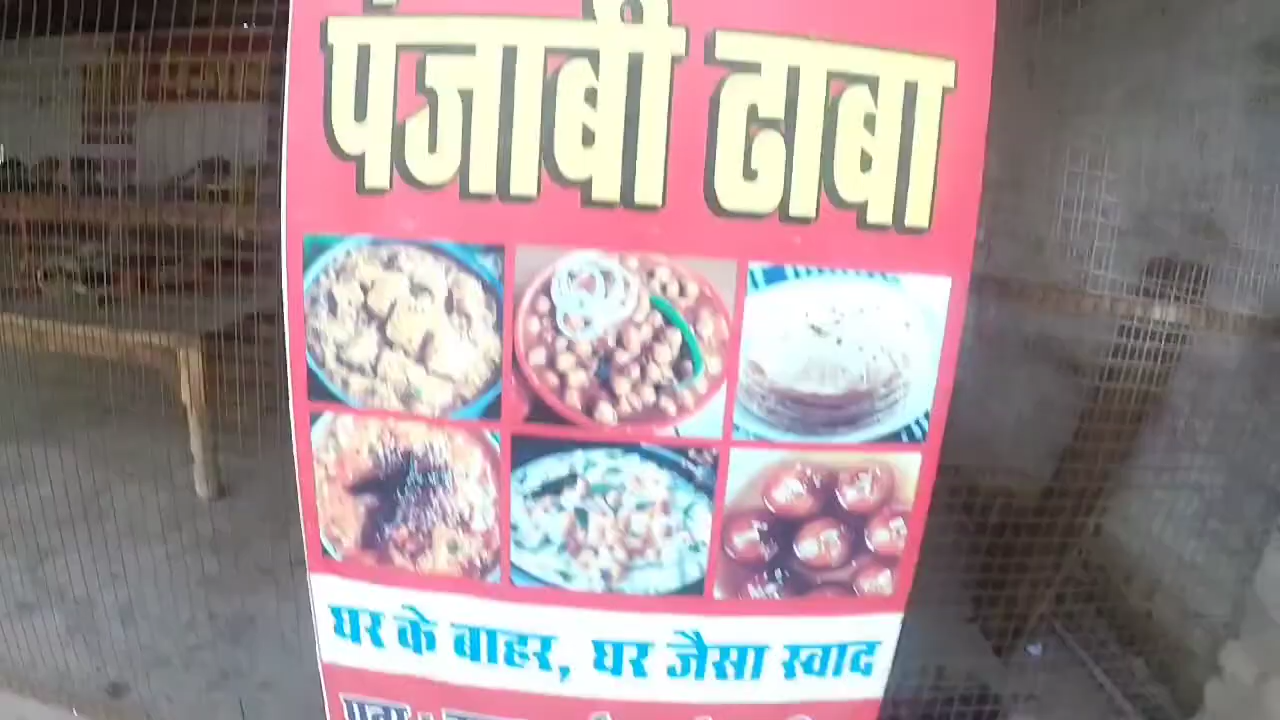 पंजाबी ढाबा
घर के बाहर, घर जैसा स्वाद